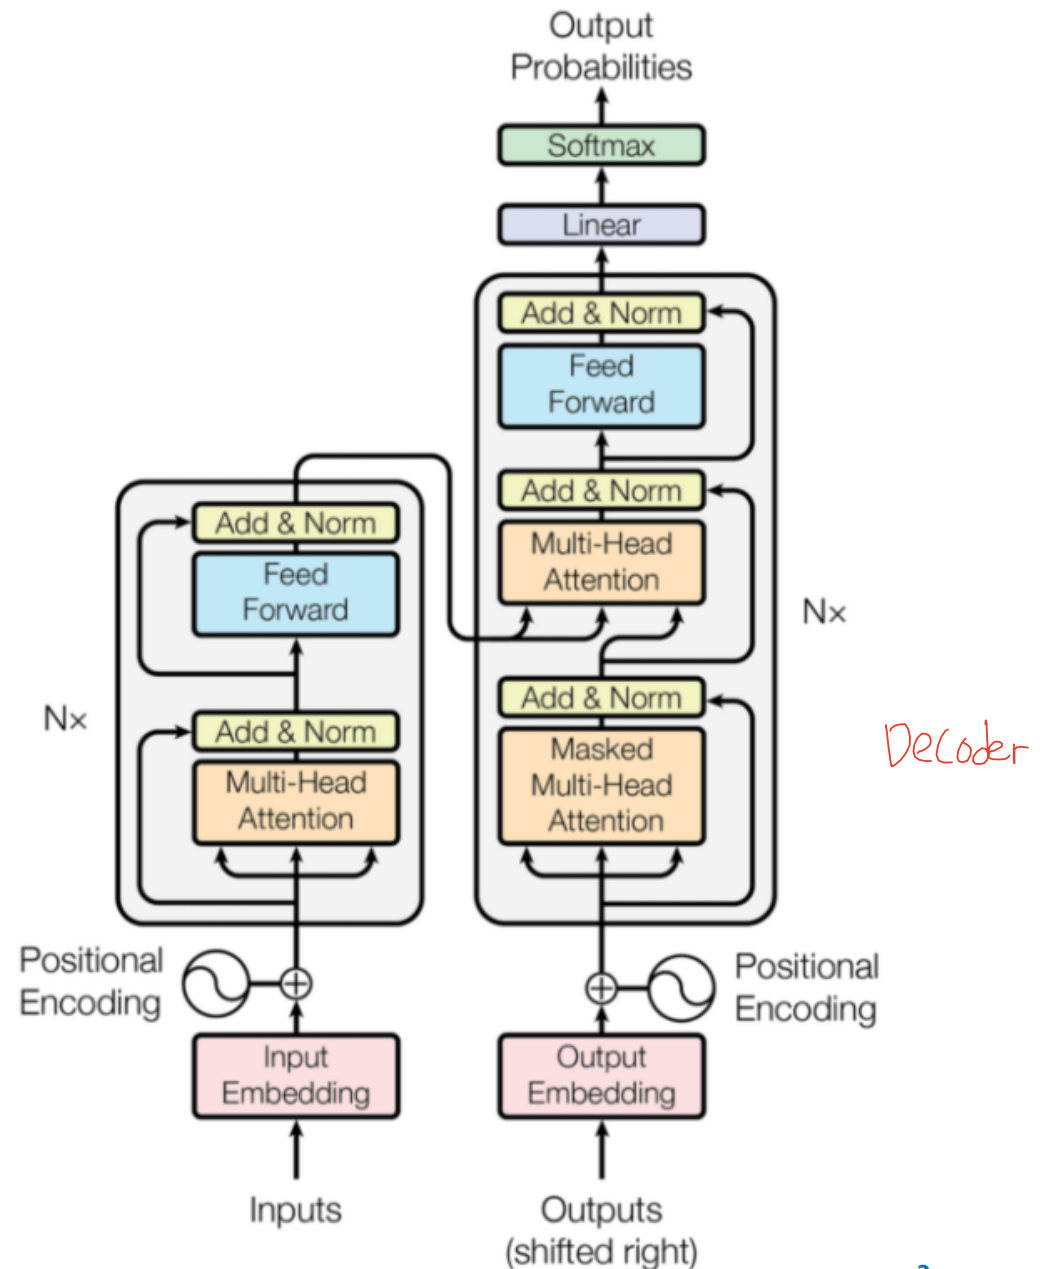 Output
Probabilities
Softmax
Linear
Add & Norm
Feed
Forward
Add & Norm
Multi-Head
Attention
Nx
Add & Norm
Masked
Multi-Head
Attention
Add & Norm
Feed
Forward
Nx
Add & Norm
Multi-Head
Attention
Decoder
Positional
Encoding
Positional
Encoding
Input
Embedding
Output
Embedding
Inputs
Outputs
(shifted right)